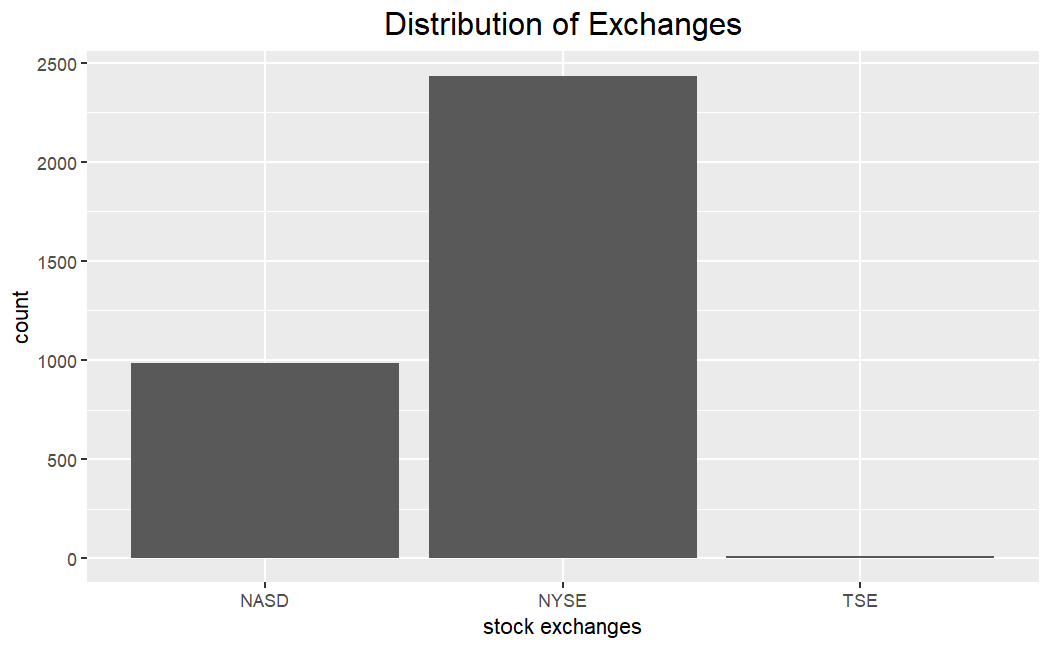 Distribution of Exchanges
2500
2000
1500
1000
500
0
count
NASD NYSE TSE
stock exchanges